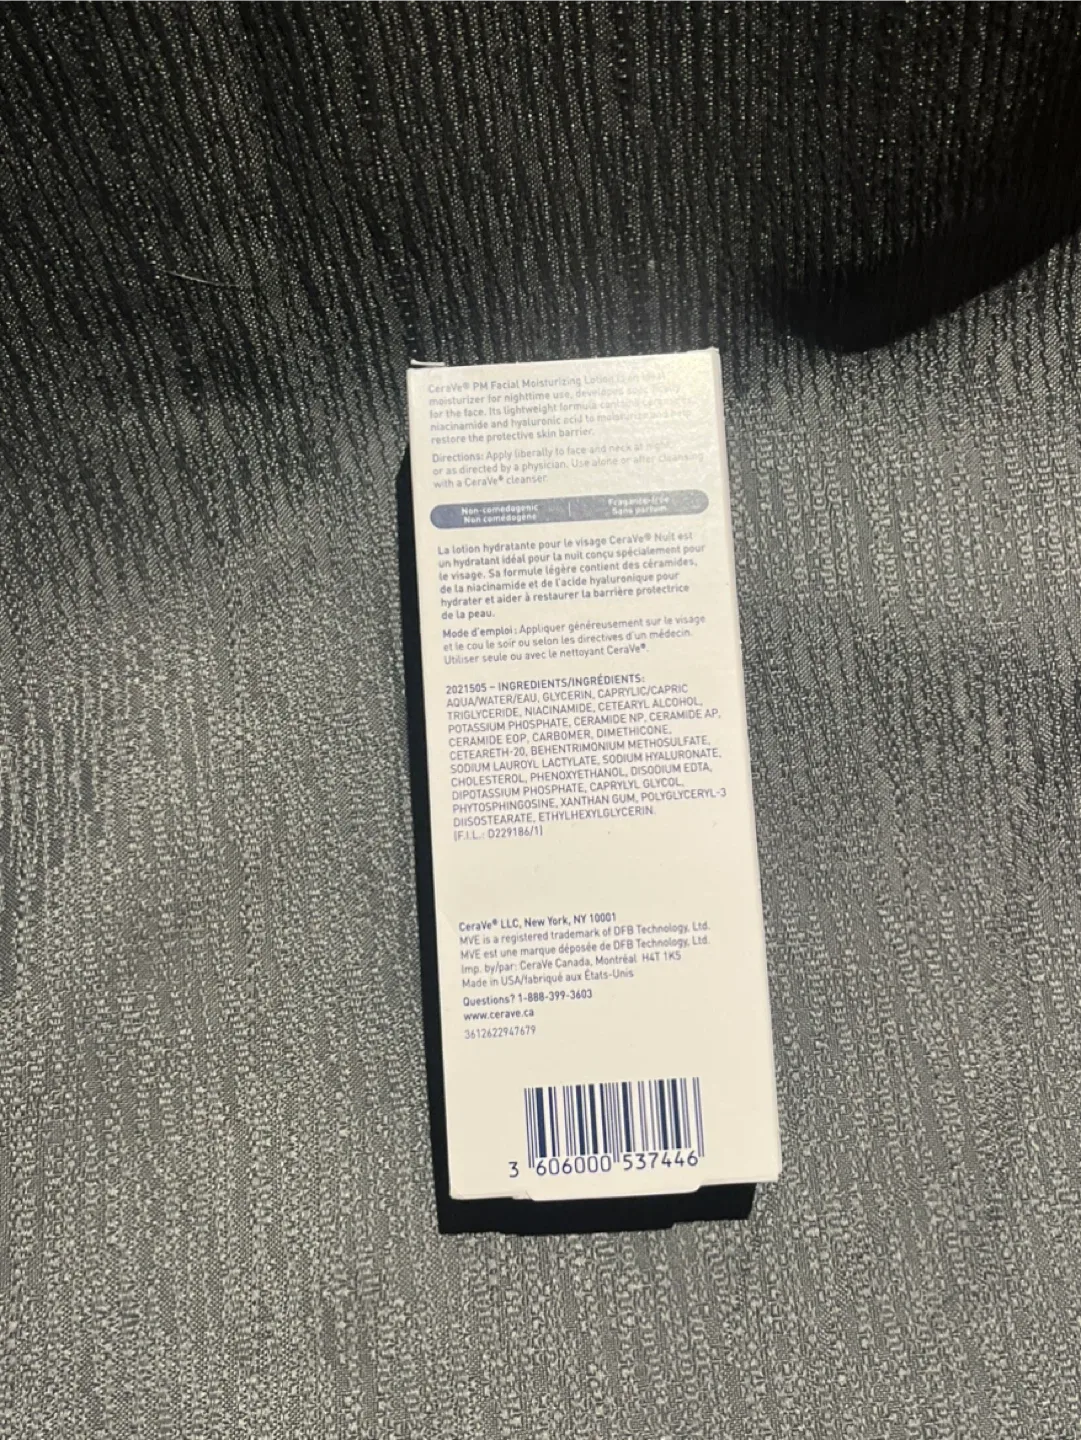 CeraVe® PM Facial Moisturizing Lotion is an ideal
moisturizer for nighttime use, developed
for the face. Its lightweight formula contains
niacinamide and hyaluronic acid to moisturize and help
restore the protective skin barrier.
Directions: Apply liberally to face and neck at night,
or as directed by a physician. Use alone or after cleansing
with a CeraVe® cleanser.
Non-comedogenic
Non comédogène
Fragance-free
Sans parfum
La lotion hydratante pour le visage CeraVe® Nuit est
un hydratant idéal pour la nuit conçu spécialement pour
le visage. Sa formule légère contient des céramides,
de la niacinamide et de l'acide hyaluronique pour
hydrater et aider à restaurer la barrière protectrice
de la peau.
Mode d'emploi : Appliquer généreusement sur le visage
et le cou le soir ou selon les directives d'un médecin.
Utiliser seule ou avec le nettoyant CeraVe®.
2021505 – INGREDIENTS/INGRÉDIENTS:
AQUA/WATER/EAU, GLYCERIN, CAPRYLIC/CAPRIC
TRIGLYCERIDE, NIACINAMIDE, CETEARYL ALCOHOL,
POTASSIUM PHOSPHATE, CERAMIDE NP, CERAMIDE AP,
CERAMIDE EOP, CARBOMER, DIMETHICONE,
CETEARETH-20, BEHENTRIMONIUM METHOSULFATE,
SODIUM LAUROYL LACTYLATE, SODIUM HYALURONATE,
CHOLESTEROL, PHENOXYETHANOL, DISODIUM EDTA,
DIPOTASSIUM PHOSPHATE, CAPRYLYL GLYCOL,
PHYTOSPHINGOSINE, XANTHAN GUM, POLYGLYCERYL-3
DIISOSTEARATE, ETHYLHEXYLGLYCERIN.
(F.I.L.: D229186/1)
CeraVe® LLC, New York, NY 10001
MVE is a registered trademark of DFB Technology, Ltd.
MVE est une marque déposée de DFB Technology, Ltd.
Imp. by/par: CeraVe Canada, Montréal H4T 1K5
Made in USA/fabriqué aux États-Unis
Questions? 1-888-399-3603
www.cerave.ca
3612622947679
3 606000 537446